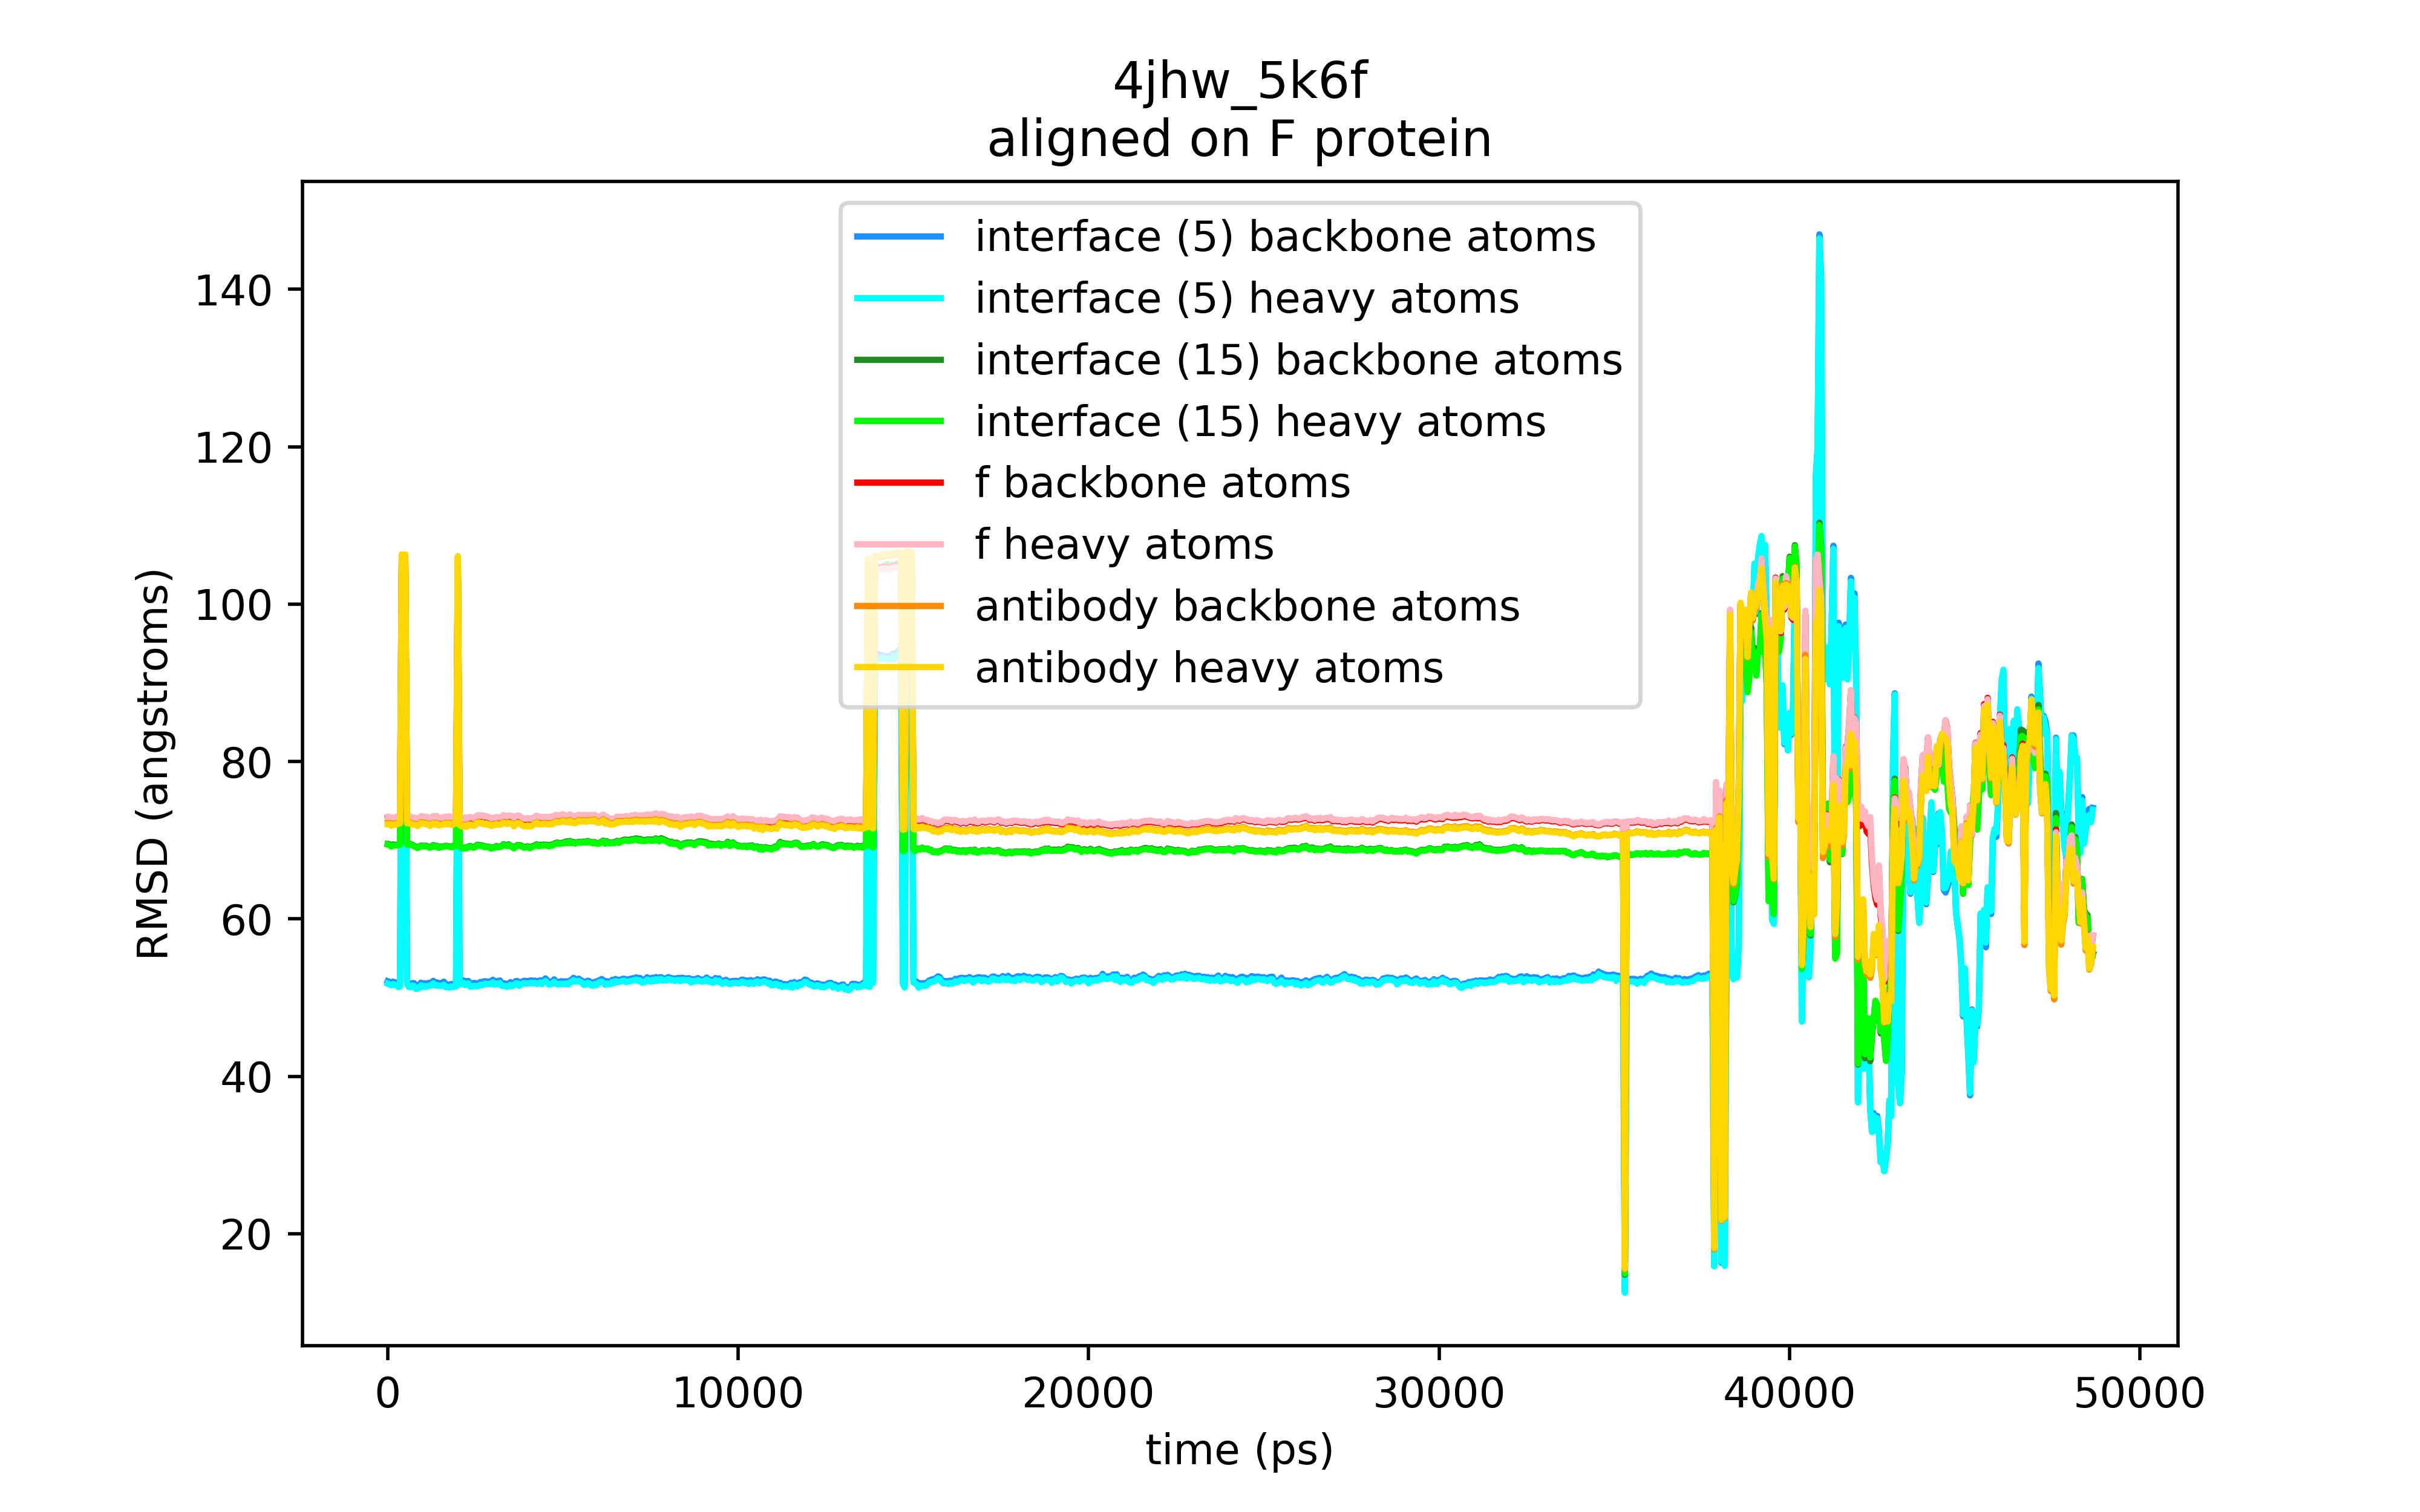 4jhw_5k6f
aligned on F protein
interface (5) backbone atoms
interface (5) heavy atoms
interface (15) backbone atoms
interface (15) heavy atoms
f backbone atoms
f heavy atoms
antibody backbone atoms
antibody heavy atoms
RMSD (angstroms)
140
120
100
80
60
40
20
0 10000 20000 30000 40000 50000
time (ps)